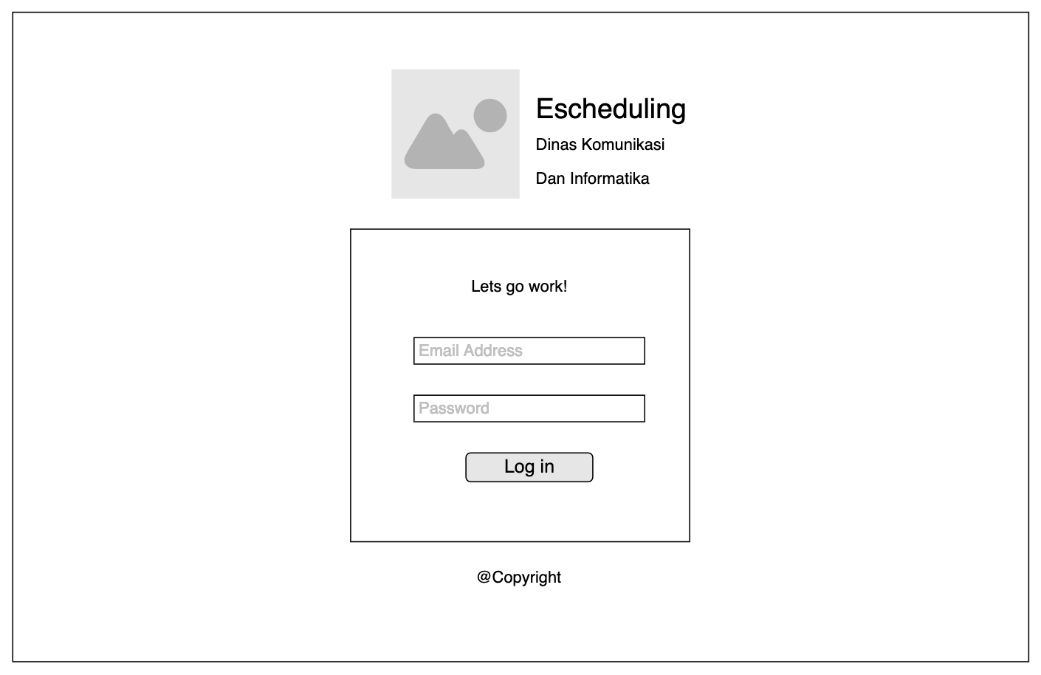 Escheduling
Dinas Komunikasi
Dan Informatika
Lets go work!
Email Address
Password
Log in
@Copyright